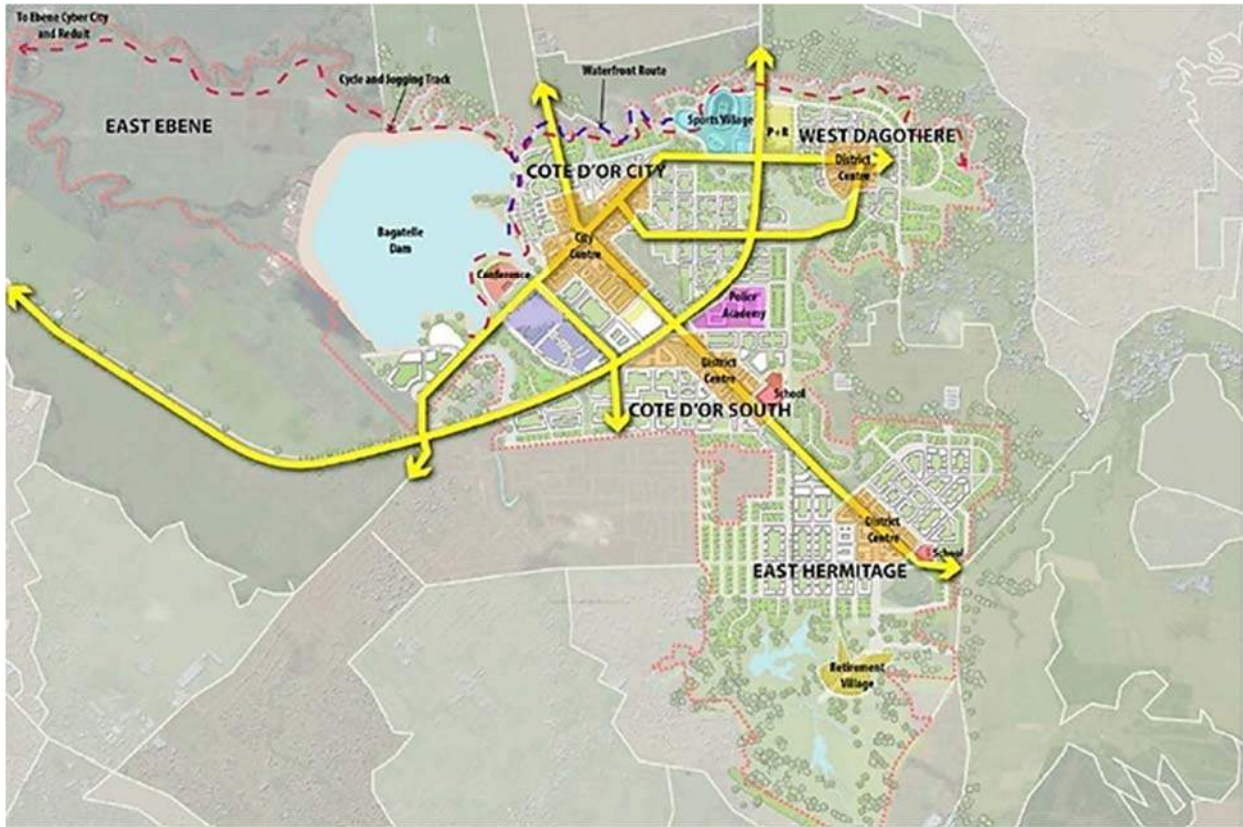 To Ebene Cyber City
and Reduit
Cycle and Jogging Track
Waterfront Route
EAST EBENE
Sports Village
P+R
WEST DAGOTIERE
District
Centre
COTE D'OR CITY
Bagatelle
Dam
City
Centre
Conference
Police
Academy
District
Centre
School
COTE D'OR SOUTH
District
Centre
School
EAST HERMITAGE
Retirement
Village